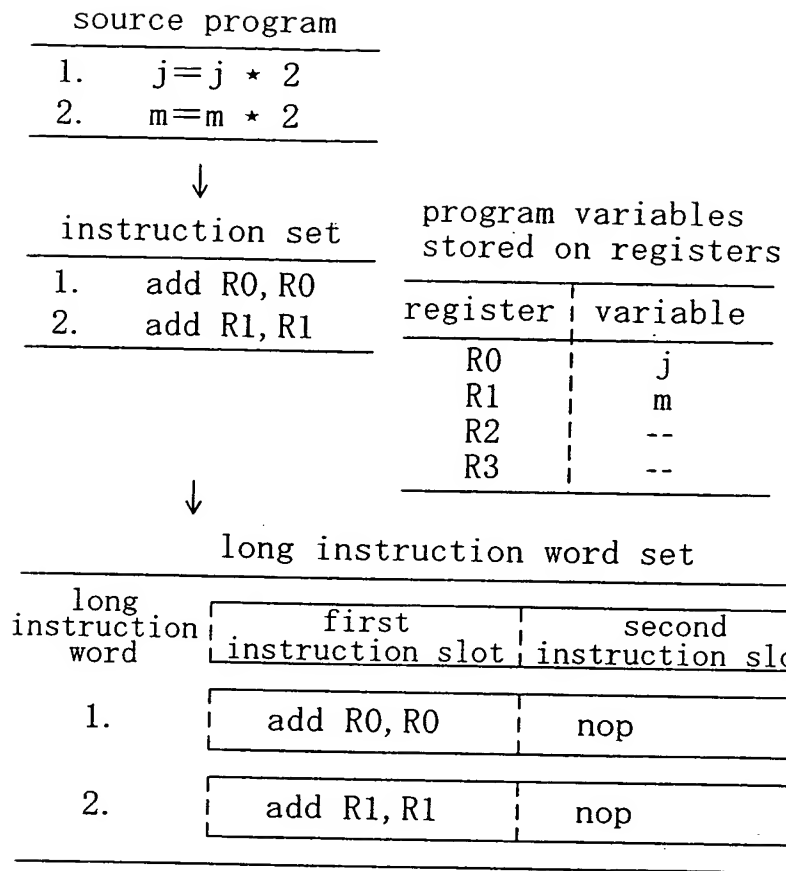 source program
1. j=j * 2
2. m=m * 2
↓
instruction set
1. add R0, R0
2. add R1, R1
program variables
stored on registers
register variable
R0 j
R1 m
R2 --
R3 --
↓
long instruction word set
long
instruction
word
first
instruction slot
second
instruction slo
1. add R0, R0 nop
2. add R1, R1 nop